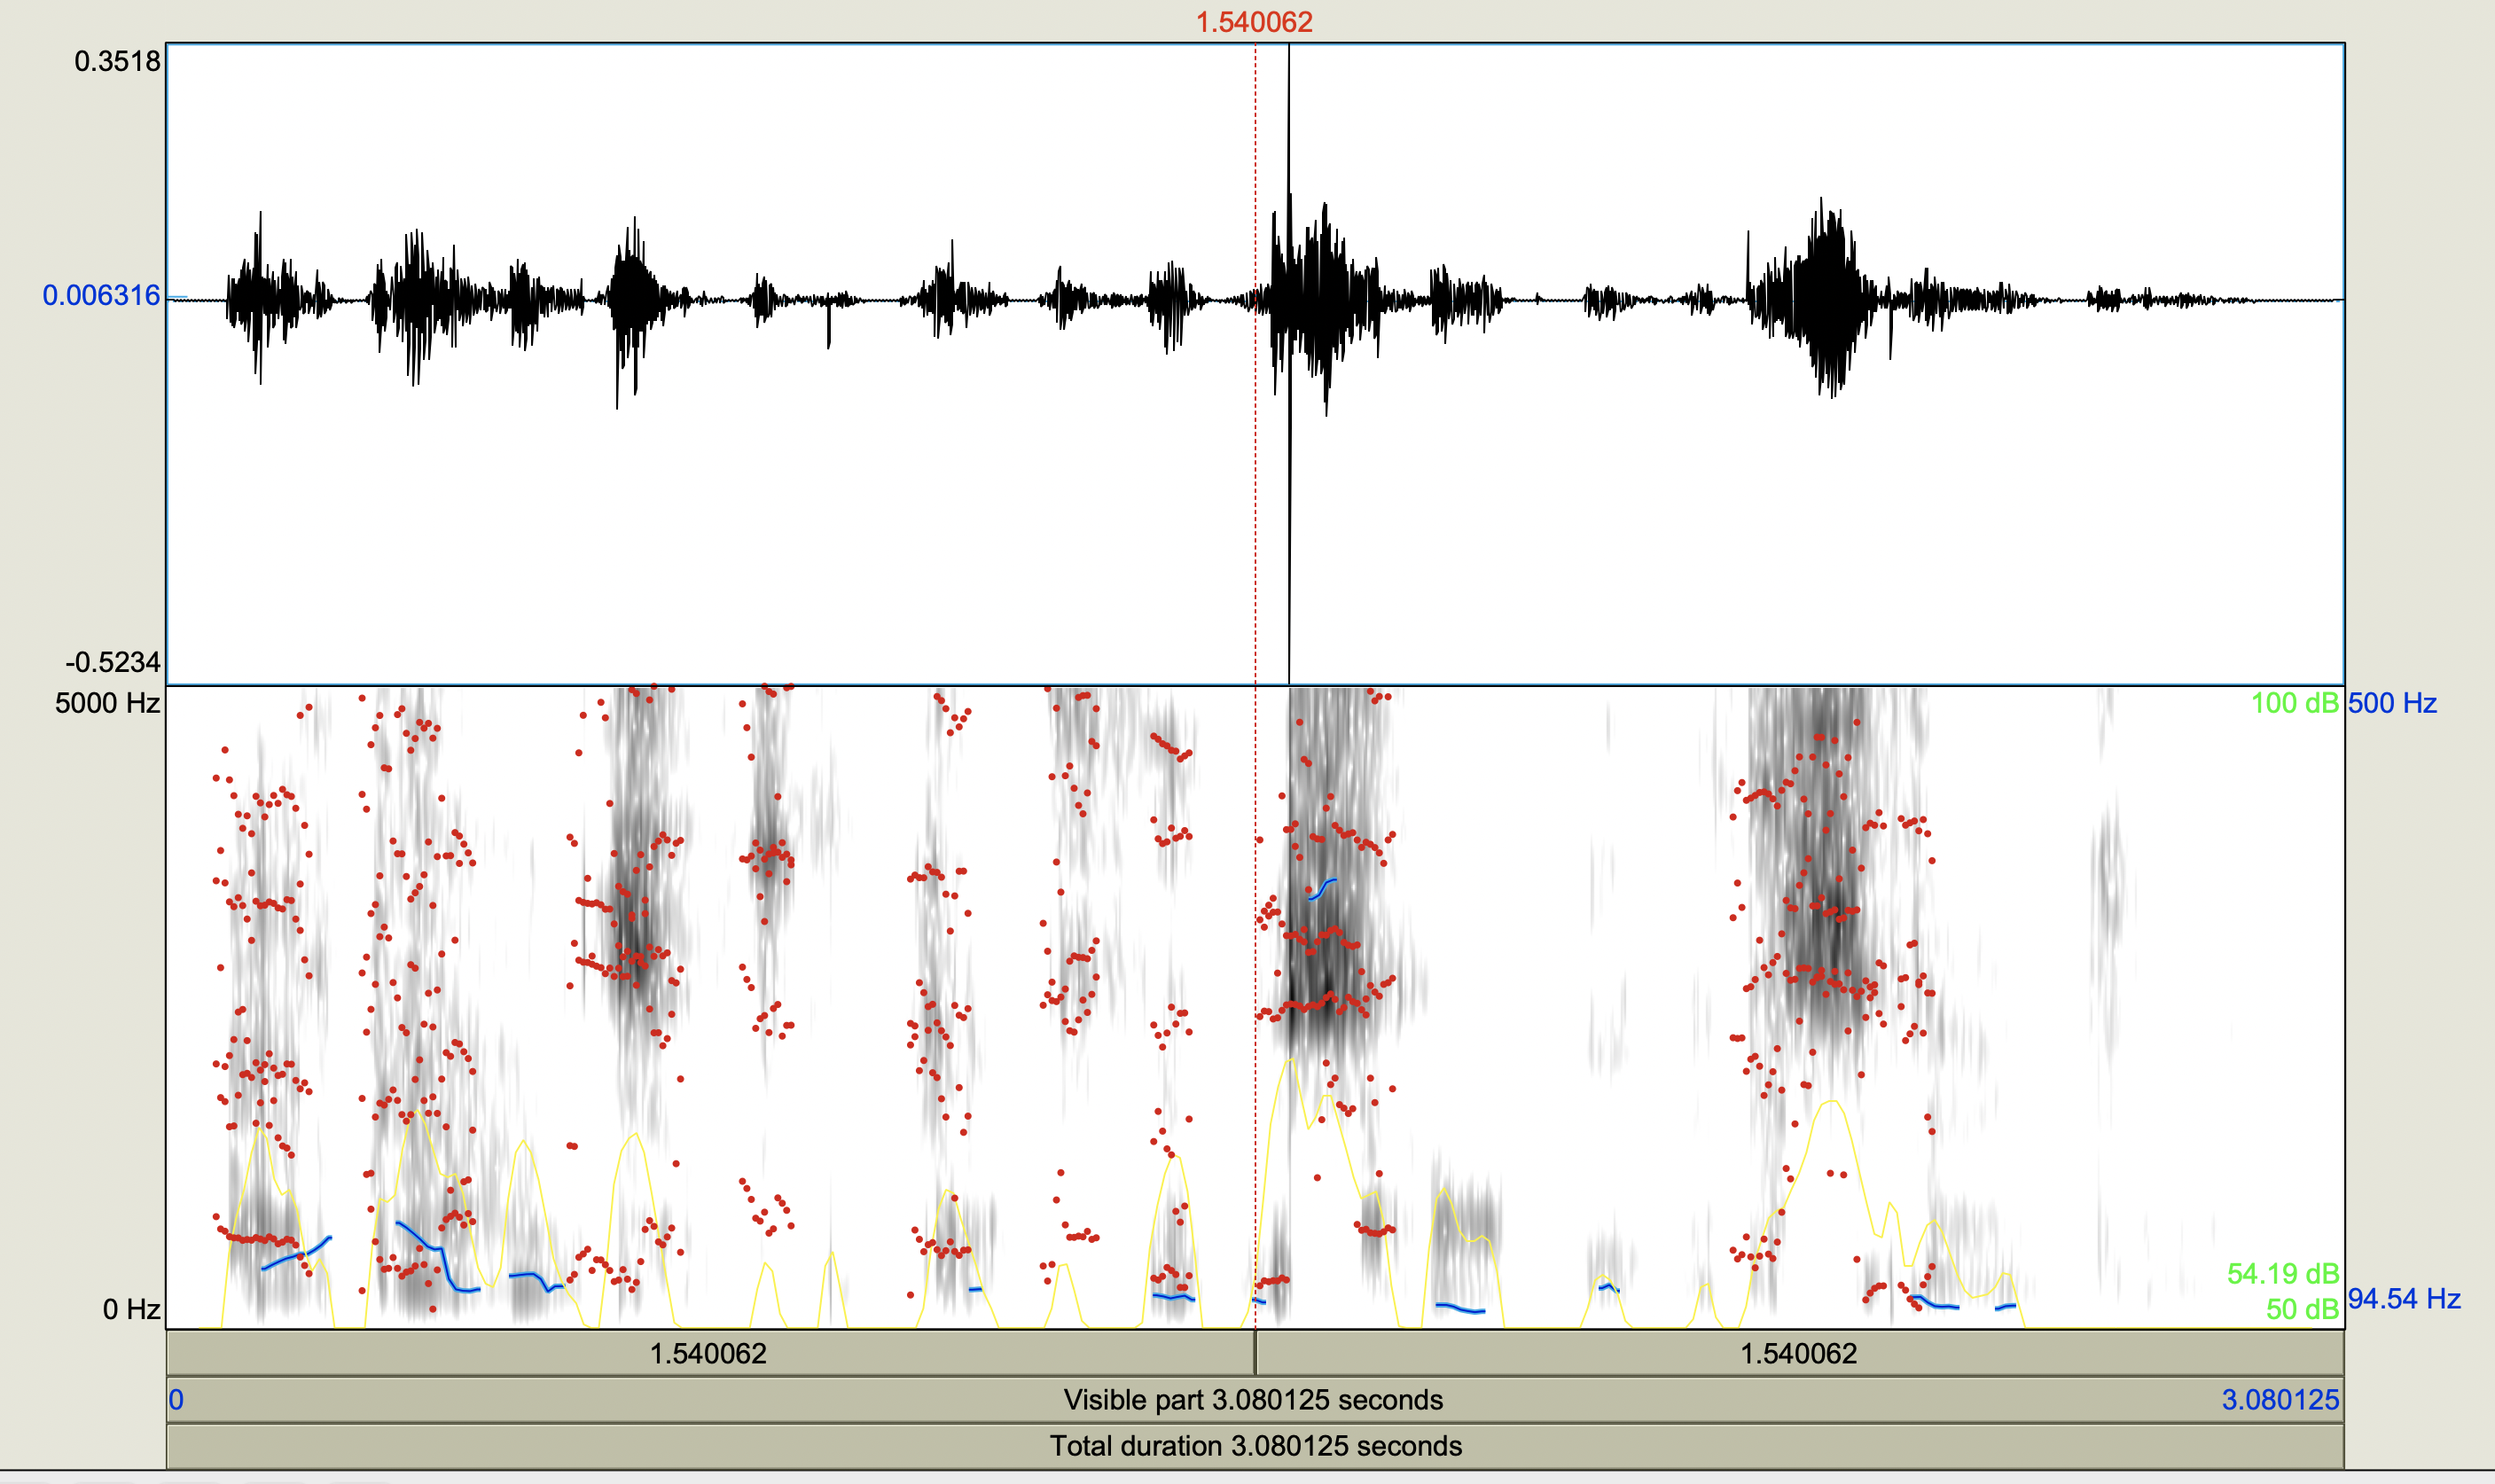 1.540062
0.3518
0.006316
-0.5234
5000 Hz
100 dB
500 Hz
54.19 dB
94.54 Hz
0 Hz
50 dB
1.540062
1.540062
0
Visible part 3.080125 seconds
3.080125
Total duration 3.080125 seconds